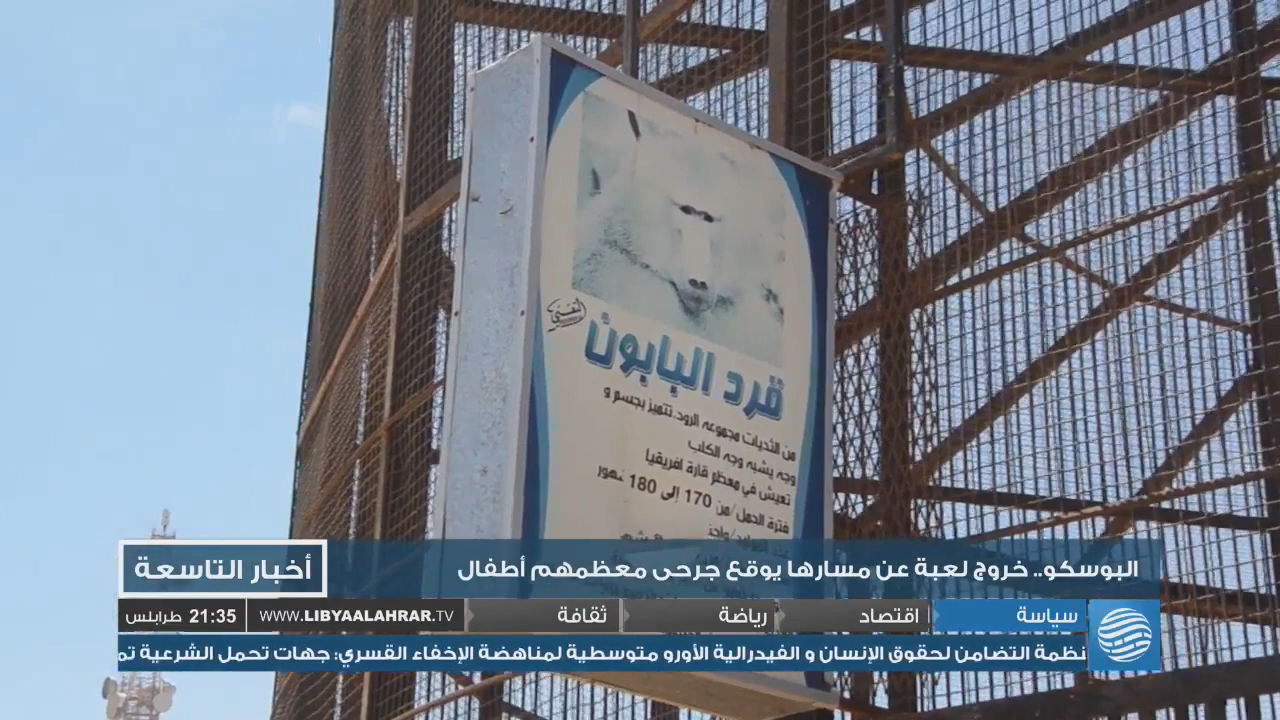 قرد البابون
من الثديات مجموعه الرود..تتميز بجسم و
وجه يشبه وجه الكلب
تعيش في معظم قارة افريقيا
فترة الحمل/من 170 إلى 180
البوسكو.. خروج لعبة عن مسارها يوقع جرحى معظمهم أطفال
أخبار التاسعة
سياسة
اقتصاد
رياضة
ثقافة
WWW.LIBYAALAHRAR.TV
21:35 طرابلس
نظمة التضامن لحقوق الإنسان و الفيدرالية الأورو متوسطية لمناهضة الإخفاء القسري: جهات تحمل الشرعية تم